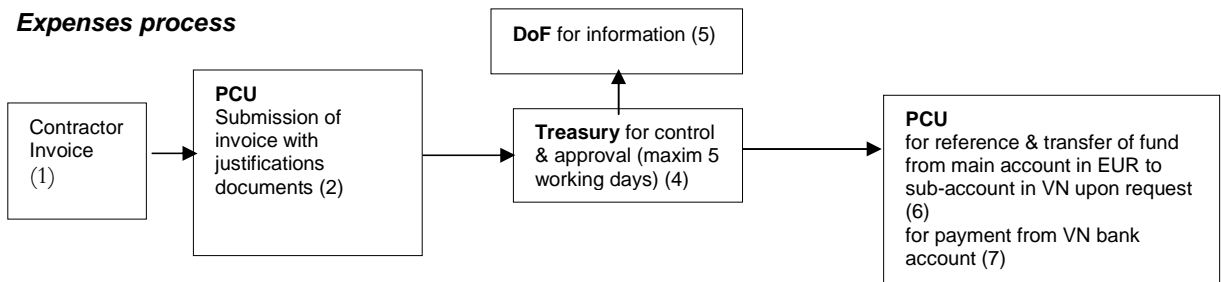 Expenses process
DoF for information (5)
Contractor
Invoice
(1)
PCU
Submission of
invoice with
justifications
documents (2)
Treasury for control
& approval (maxim 5
working days) (4)
PCU
for reference & transfer of fund
from main account in EUR to
sub-account in VN upon request
(6)
for payment from VN bank
account (7)